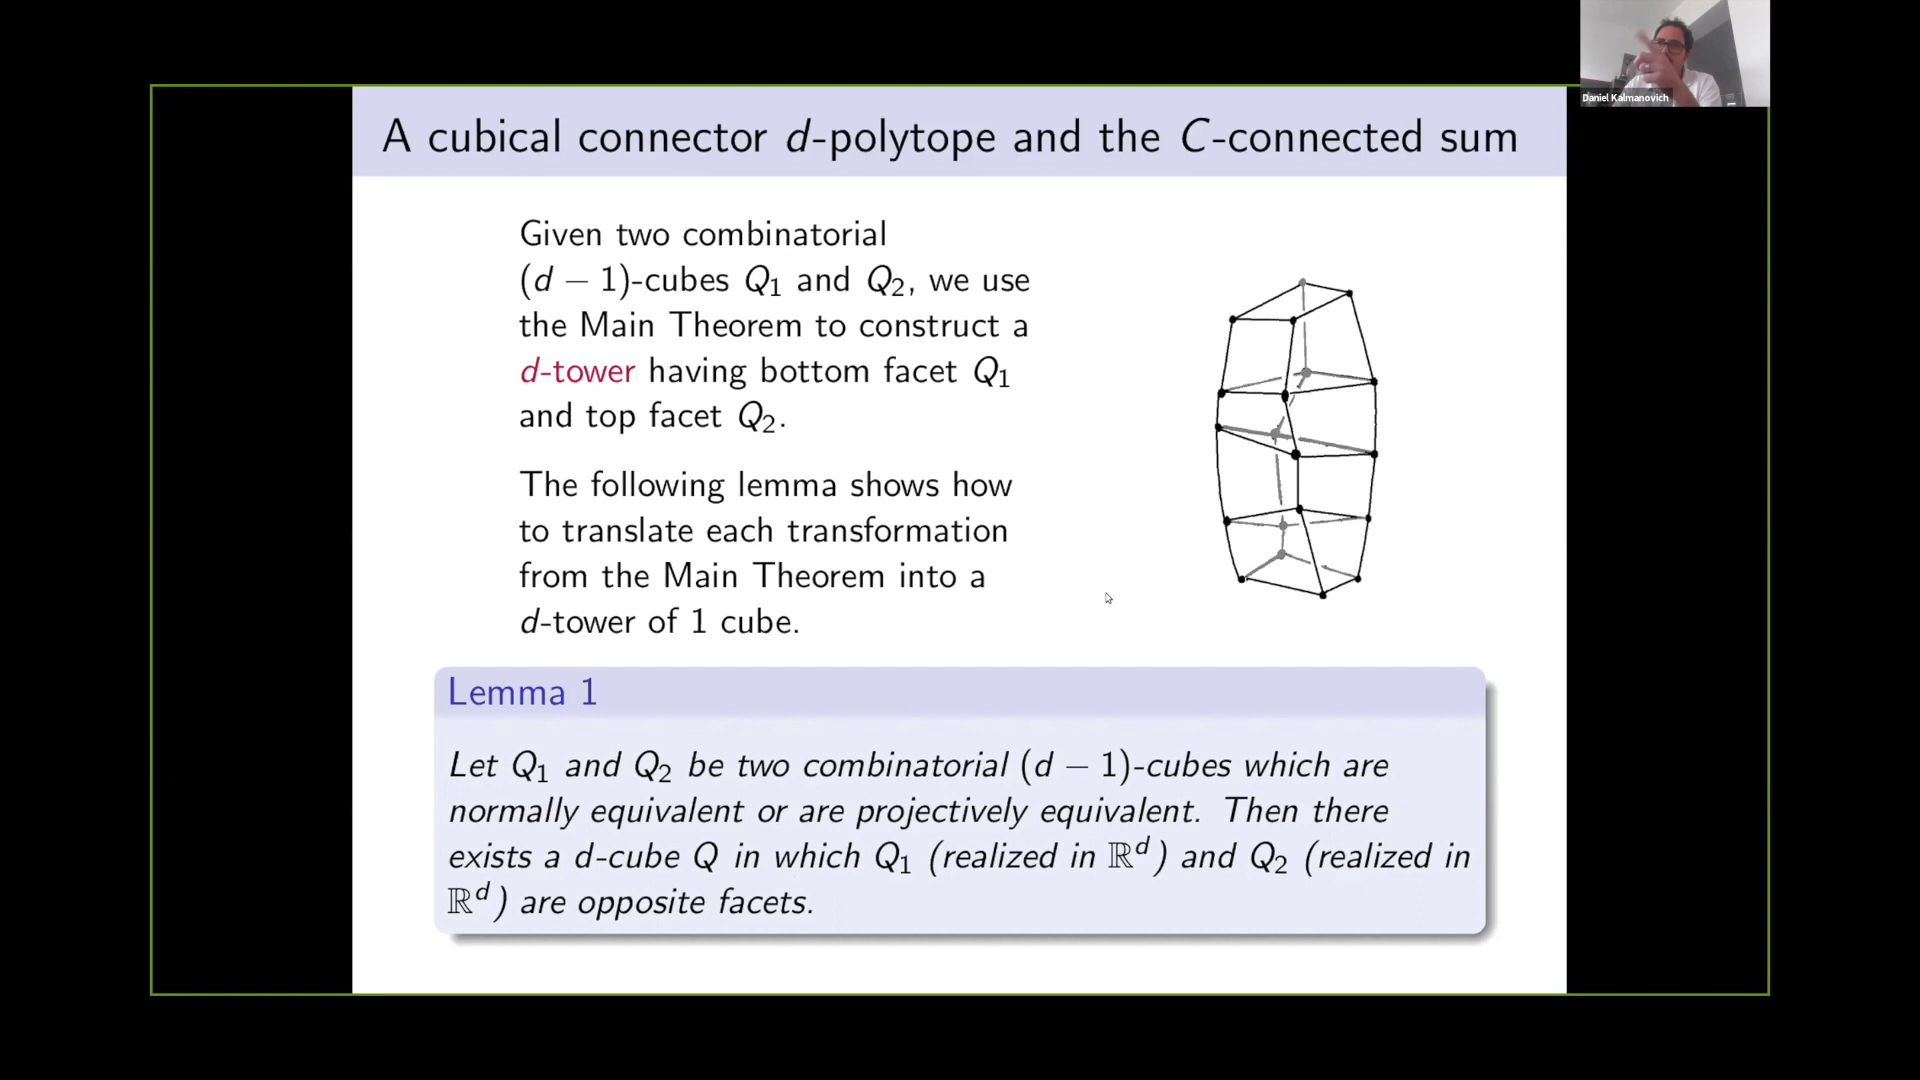 Daniel Kalmanovich
A cubical connector d-polytope and the C-connected sum
Given two combinatorial
(d − 1)-cubes Q₁ and Q₂, we use
the Main Theorem to construct a
d-tower having bottom facet Q₁
and top facet Q₂.
The following lemma shows how
to translate each transformation
from the Main Theorem into a
d-tower of 1 cube.
Lemma 1
Let Q₁ and Q₂ be two combinatorial (d − 1)-cubes which are
normally equivalent or are projectively equivalent. Then there
exists a d-cube Q in which Q₁ (realized in ℝᵈ) and Q₂ (realized in
ℝᵈ) are opposite facets.